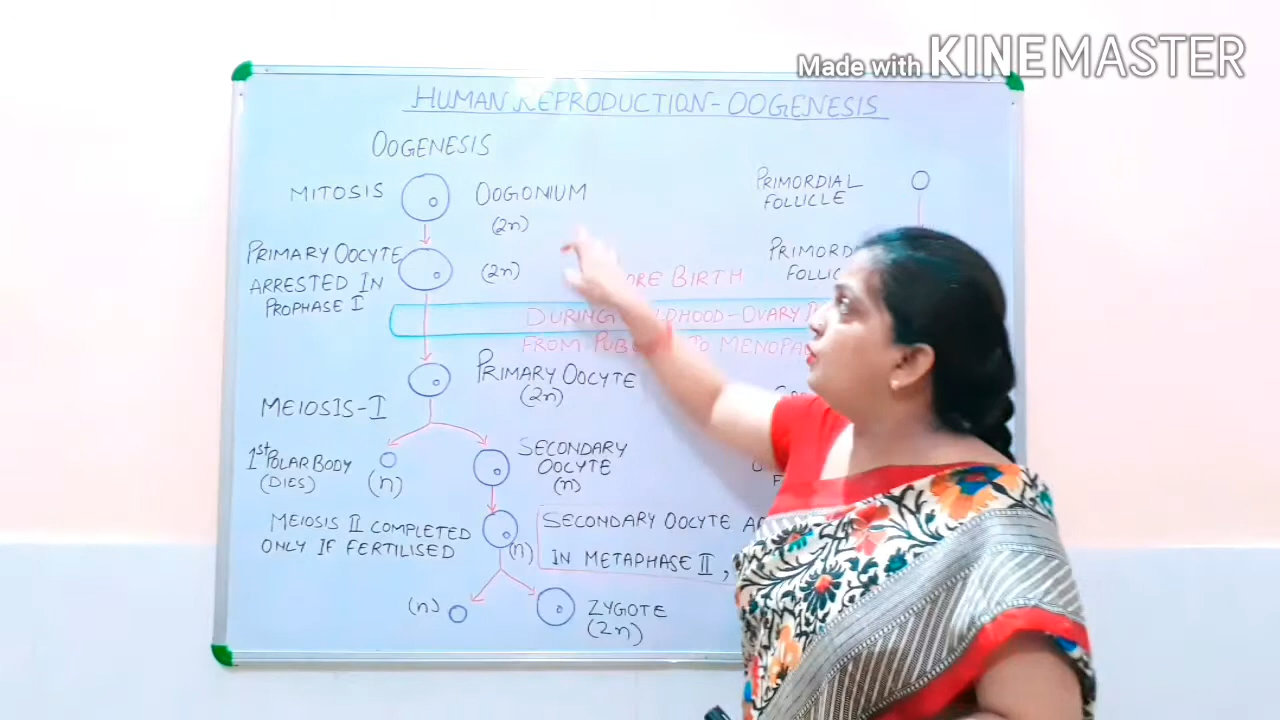 Made with KINEMASTER
HUMAN REPRODUCTION - OOGENESIS
OOGENESIS
MITOSIS
OOGONIUM
(2n)
PRIMARY OOCYTE
ARRESTED IN
PROPHASE I
(2n)
PRIMORDIAL
FOLLICLE
BIRTH
DURING
OVARY
FROM
TO
PRIMARY OOCYTE
(2n)
MEIOSIS-I
1st POLAR BODY
(DIES)
(n)
SECONDARY
OOCYTE
(n)
MEIOSIS II COMPLETED
ONLY IF FERTILISED
(n)
SECONDARY OOCYTE
IN METAPHASE II,
(n)
ZYGOTE
(2n)